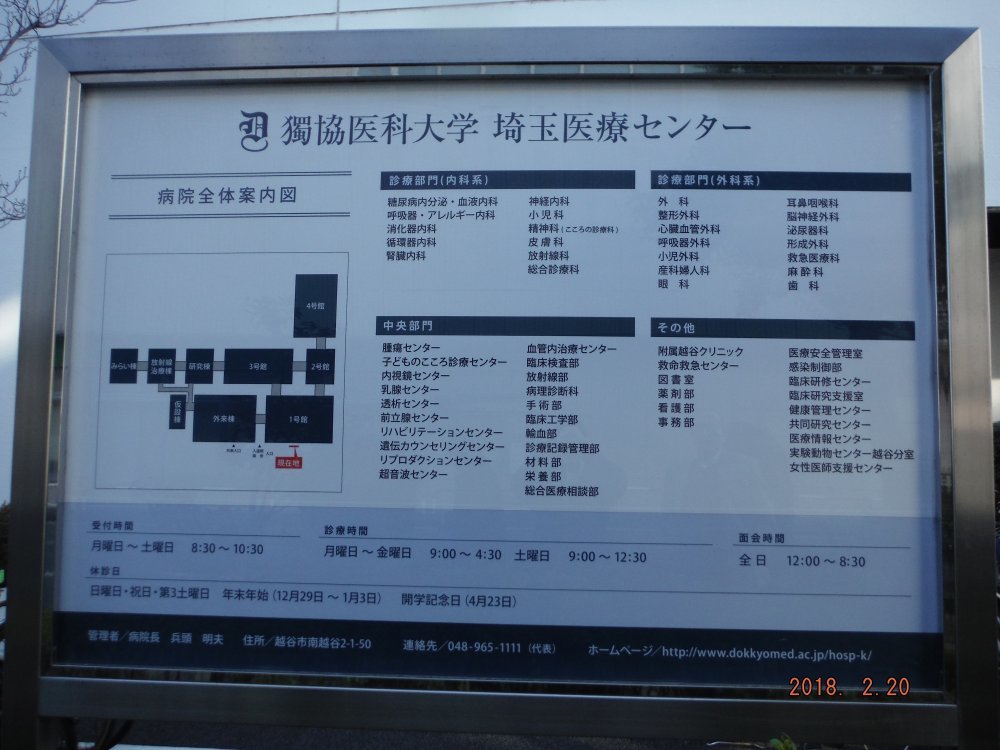 獨協医科大学 埼玉医療センター
病院全体案内図
4号館
みらい棟
放射線治療棟
研究棟
3号館
2号館
仮設棟
外来棟
1号館
現在地
診療部門(内科系)
糖尿病内分泌・血液内科
呼吸器・アレルギー内科
消化器内科
循環器内科
腎臓内科
神経内科
小児科
精神科(こころの診療科)
皮膚科
放射線科
総合診療科
診療部門(外科系)
外 科
整形外科
心臓血管外科
呼吸器外科
小児外科
産科婦人科
眼 科
耳鼻咽喉科
脳神経外科
泌尿器科
形成外科
救急医療科
麻酔科
歯 科
中央部門
腫瘍センター
子どものこころ診療センター
内視鏡センター
乳腺センター
透析センター
前立腺センター
リハビリテーションセンター
遺伝カウンセリングセンター
リプロダクションセンター
超音波センター
血管内治療センター
臨床検査部
放射線部
病理診断科
手術部
臨床工学部
輸血部
診療記録管理部
材料部
栄養部
総合医療相談部
その他
附属越谷クリニック
救命救急センター
図書室
薬剤部
看護部
事務部
医療安全管理室
感染制御部
臨床研修センター
臨床研究支援室
健康管理センター
共同研究センター
医療情報センター
実験動物センター越谷分室
女性医師支援センター
受付時間
月曜日～土曜日 8:30～10:30
診療時間
月曜日～金曜日 9:00～4:30 土曜日 9:00～12:30
面会時間
全日 12:00～8:30
休診日
日曜日・祝日・第3土曜日 年末年始(12月29日～1月3日) 開学記念日(4月23日)
管理者／病院長 兵頭 明夫 住所／越谷市南越谷2-1-50 連絡先／048-965-1111(代表) ホームページ／http://www.dokkyomed.ac.jp/hosp-k/
2018. 2.20